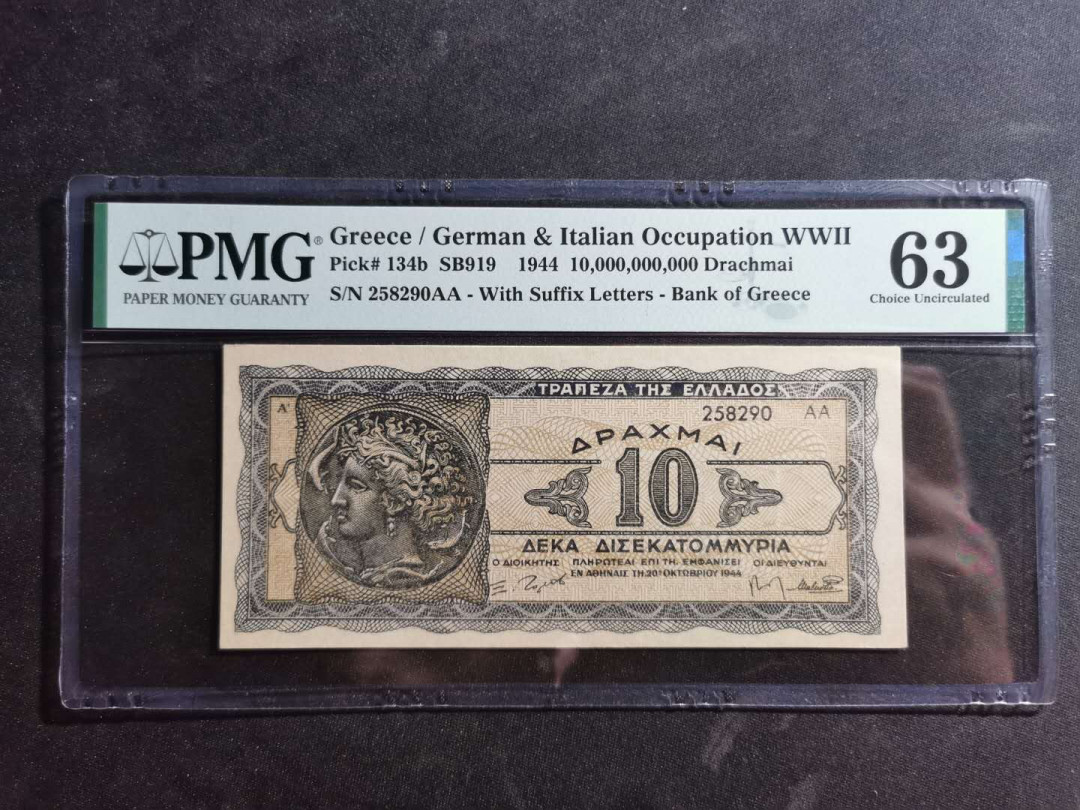 PMG®
PAPER MONEY GUARANTY
Greece / German & Italian Occupation WWII
Pick# 134b SB919 1944 10,000,000,000 Drachmai
S/N 258290AA - With Suffix Letters - Bank of Greece
63
Choice Uncirculated
ΤΡΑΠΕΖΑ ΤΗΣ ΕΛΛΑΔΟΣ
Α'
258290 ΑΑ
ΔΡΑΧΜΑΙ
10
ΔΕΚΑ ΔΙΣΕΚΑΤΟΜΜΥΡΙΑ
Ο ΔΙΟΙΚΗΤΗΣ ΠΛΗΡΩΤΕΑΙ ΕΠΙ ΤΗ, ΕΜΦΑΝΙΣΕΙ ΟΙ ΔΙΕΥΘΥΝΤΑΙ
ΕΝ ΑΘΗΝΑΙΣ ΤΗ, 20ῃ ΟΚΤΩΒΡΙΟΥ 1944